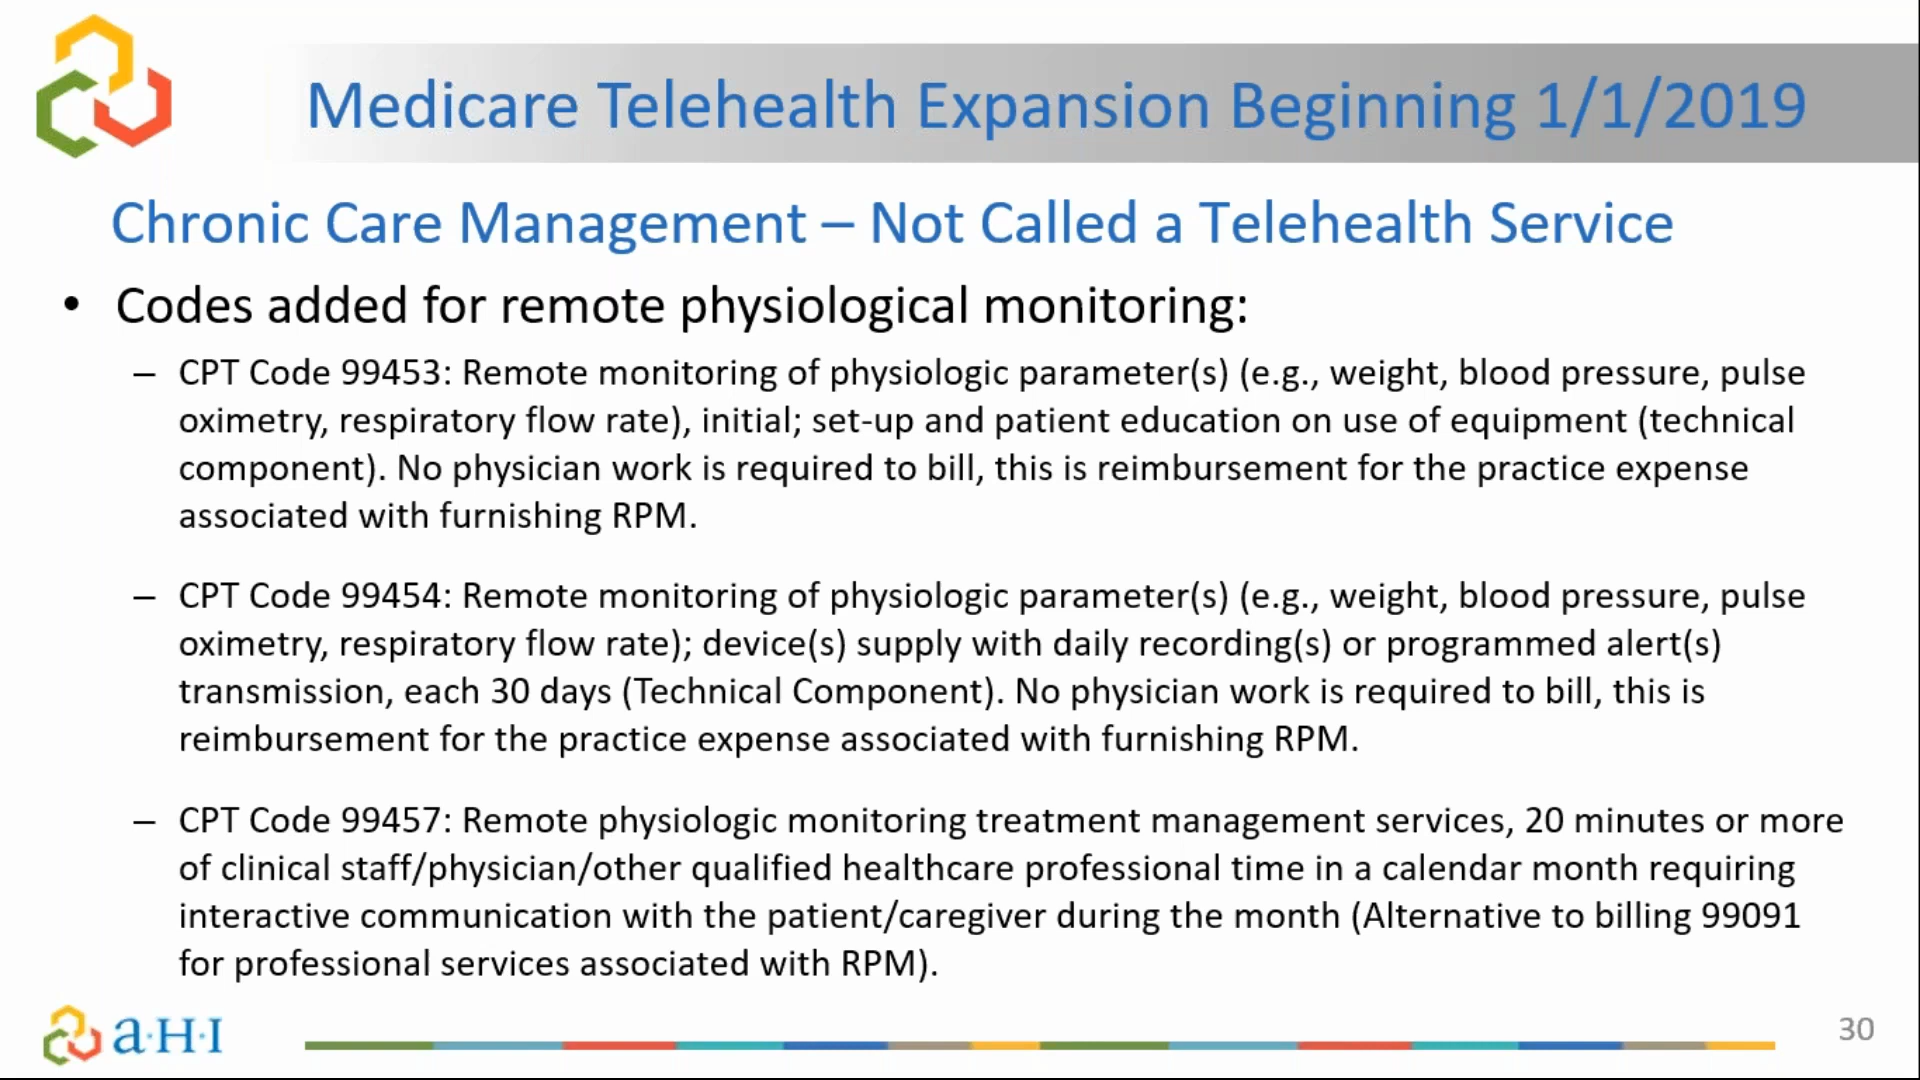 Medicare Telehealth Expansion Beginning 1/1/2019
Chronic Care Management – Not Called a Telehealth Service
• Codes added for remote physiological monitoring:
– CPT Code 99453: Remote monitoring of physiologic parameter(s) (e.g., weight, blood pressure, pulse
oximetry, respiratory flow rate), initial; set-up and patient education on use of equipment (technical
component). No physician work is required to bill, this is reimbursement for the practice expense
associated with furnishing RPM.
– CPT Code 99454: Remote monitoring of physiologic parameter(s) (e.g., weight, blood pressure, pulse
oximetry, respiratory flow rate); device(s) supply with daily recording(s) or programmed alert(s)
transmission, each 30 days (Technical Component). No physician work is required to bill, this is
reimbursement for the practice expense associated with furnishing RPM.
– CPT Code 99457: Remote physiologic monitoring treatment management services, 20 minutes or more
of clinical staff/physician/other qualified healthcare professional time in a calendar month requiring
interactive communication with the patient/caregiver during the month (Alternative to billing 99091
for professional services associated with RPM).
a·H·I
30